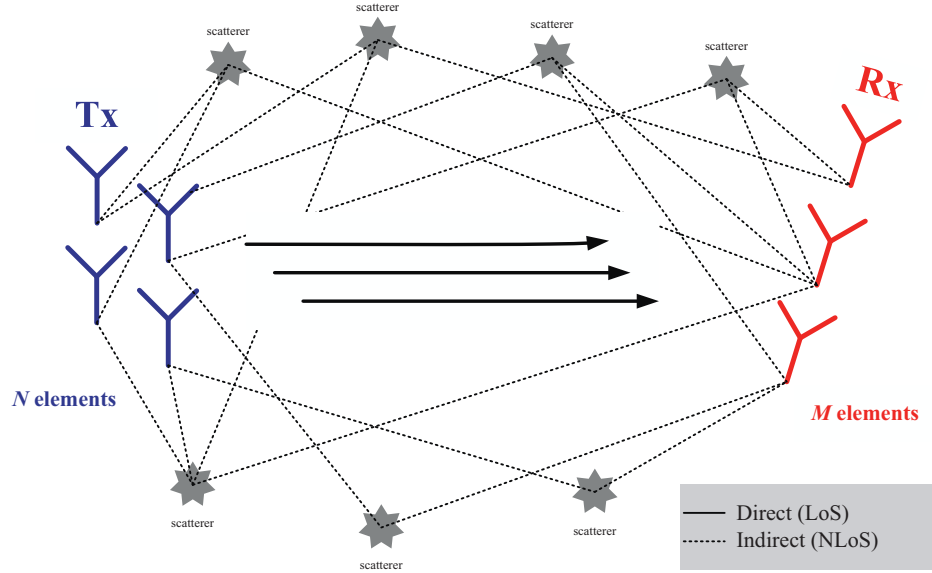 scatterer
scatterer
scatterer
scatterer
Tx
Rx
N elements
M elements
scatterer
scatterer
scatterer
Direct (LoS)
Indirect (NLoS)